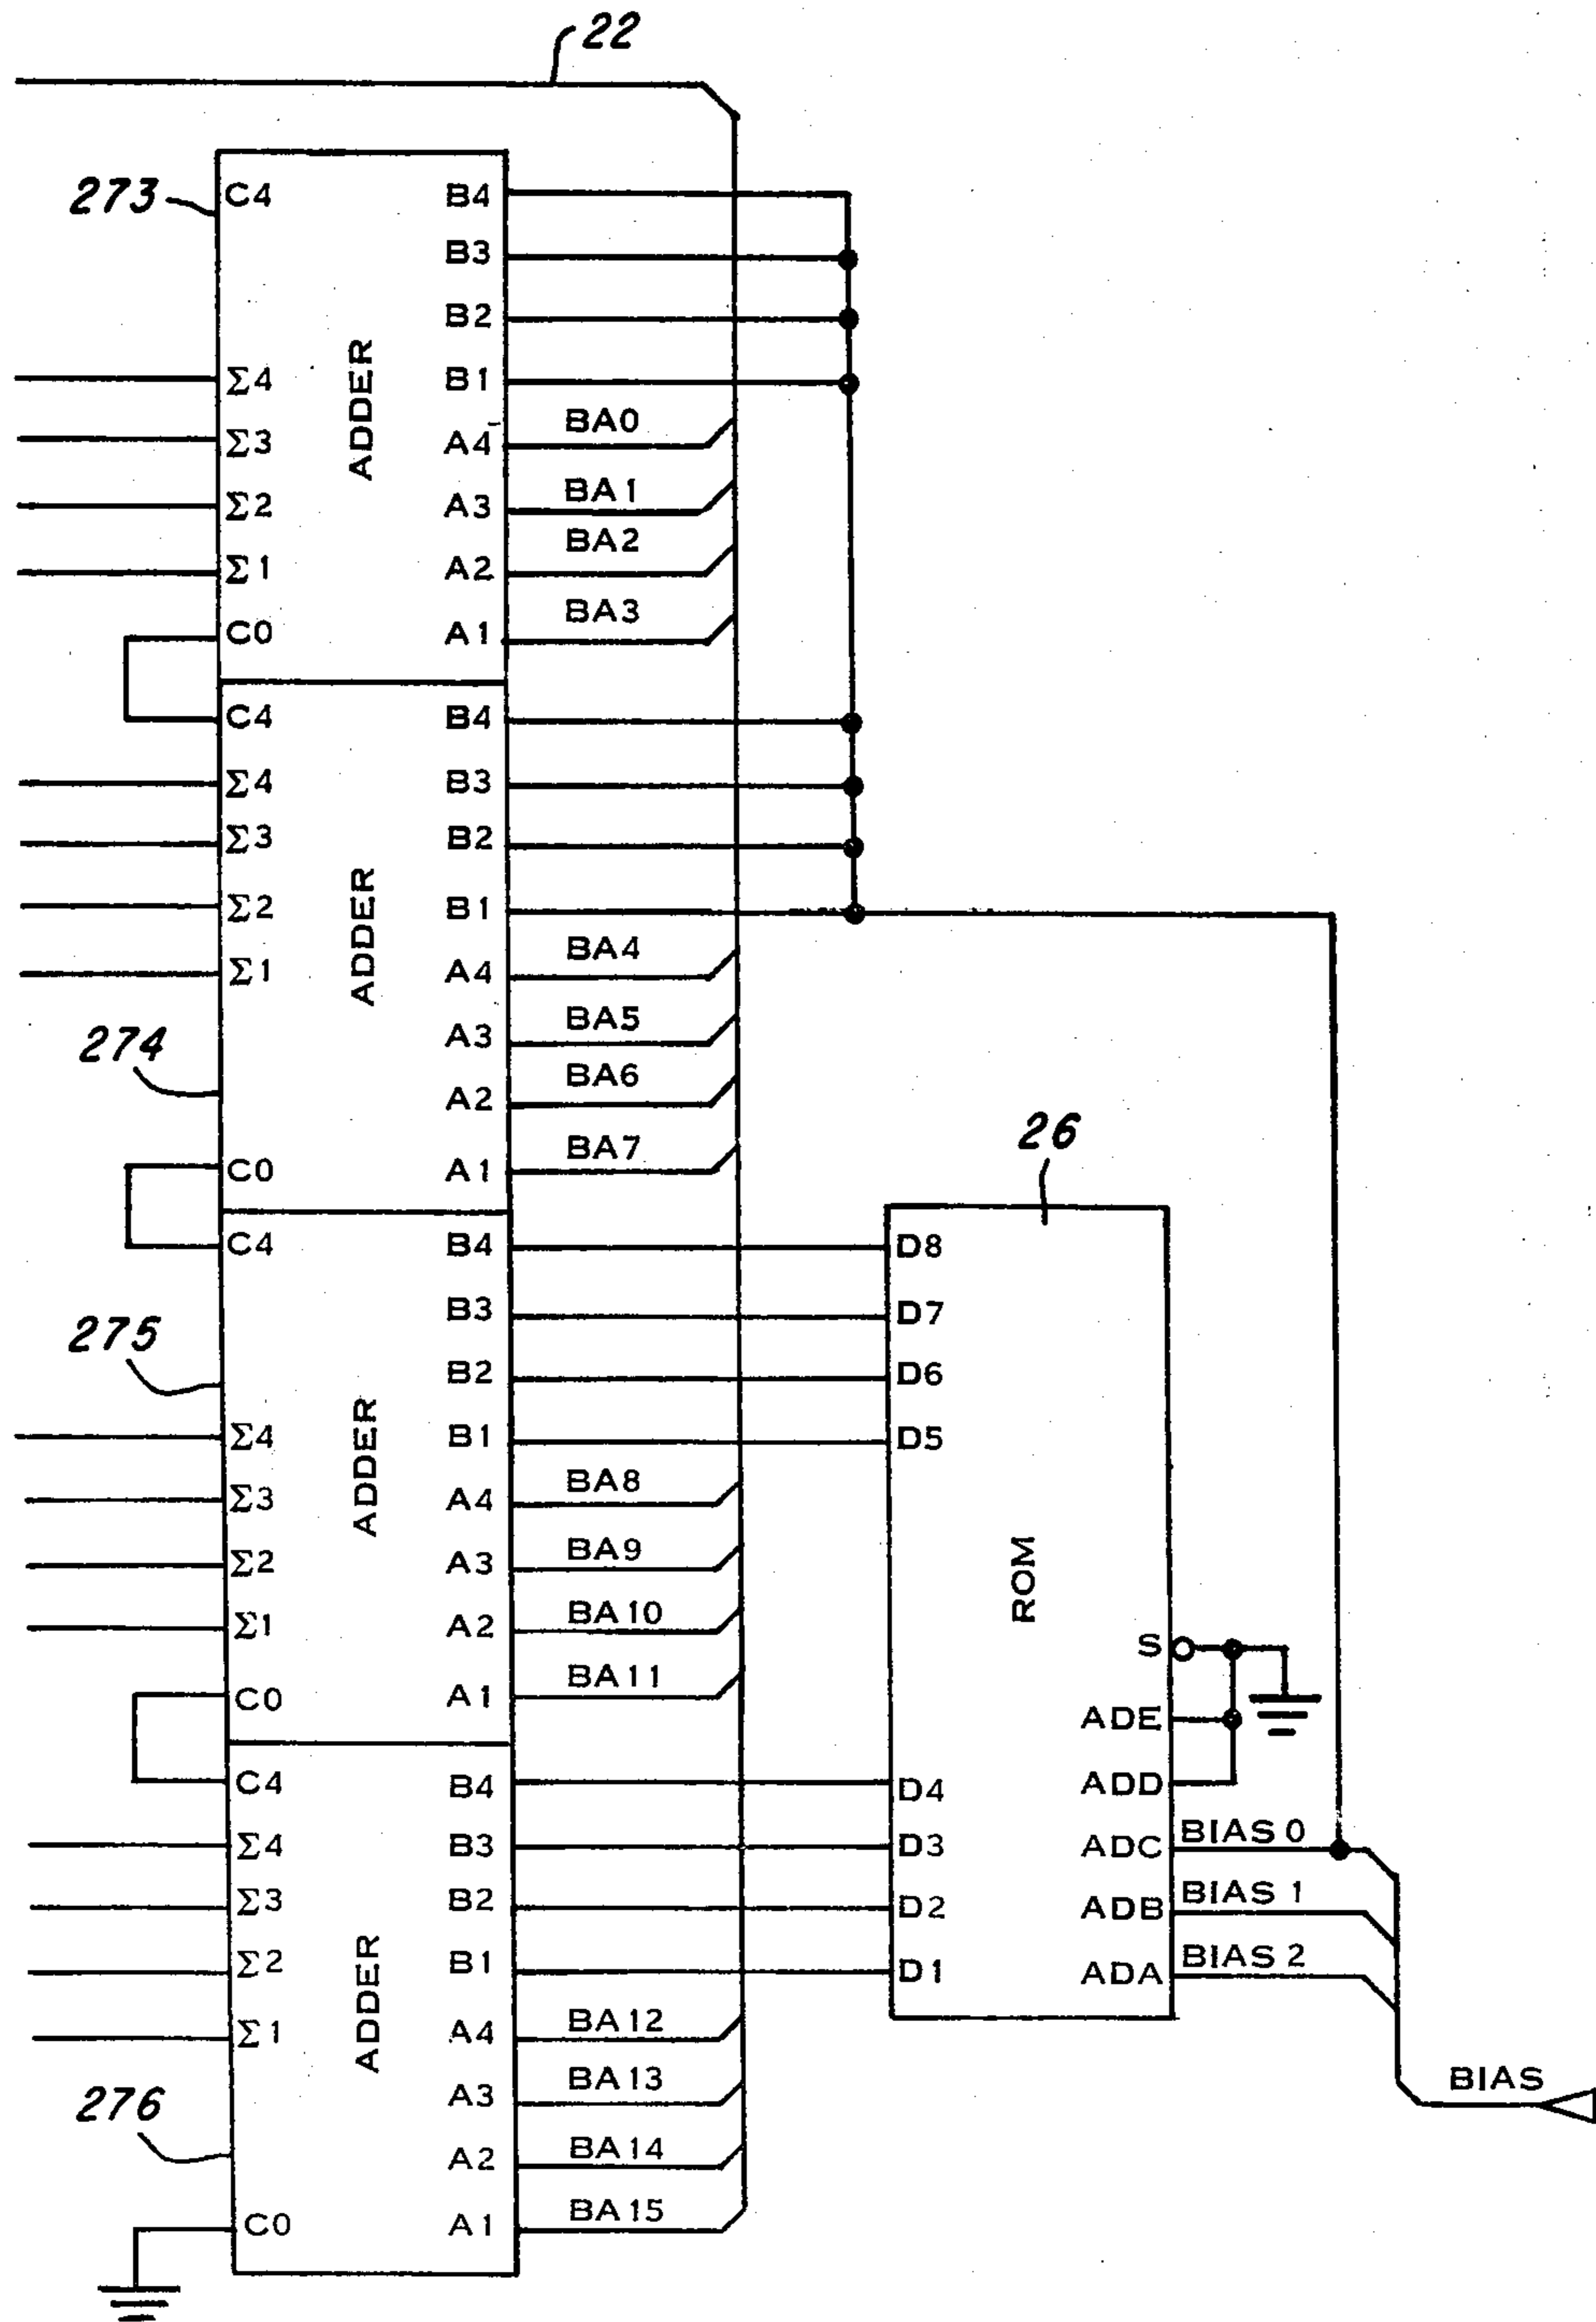 22
273
C4 B4
B3
B2
Σ4 B1
Σ3 A4 BA0
Σ2 A3 BA1
Σ1 A2 BA2
C0 A1 BA3
ADDER
C4 B4
Σ4 B3
Σ3 B2
Σ2 B1
Σ1 A4 BA4
A3 BA5
274
A2 BA6
C0 A1 BA7
ADDER
26
C4 B4 D8
B3 D7
275
B2 D6
Σ4 B1 D5
Σ3 A4 BA8
Σ2 A3 BA9
Σ1 A2 BA10
C0 A1 BA11
ADDER
ROM
S
ADE
ADD
ADC BIAS 0
ADB BIAS 1
ADA BIAS 2
BIAS
C4 B4 D4
Σ4 B3 D3
Σ3 B2 D2
Σ2 B1 D1
Σ1 A4 BA12
A3 BA13
276
A2 BA14
C0 A1 BA15
ADDER